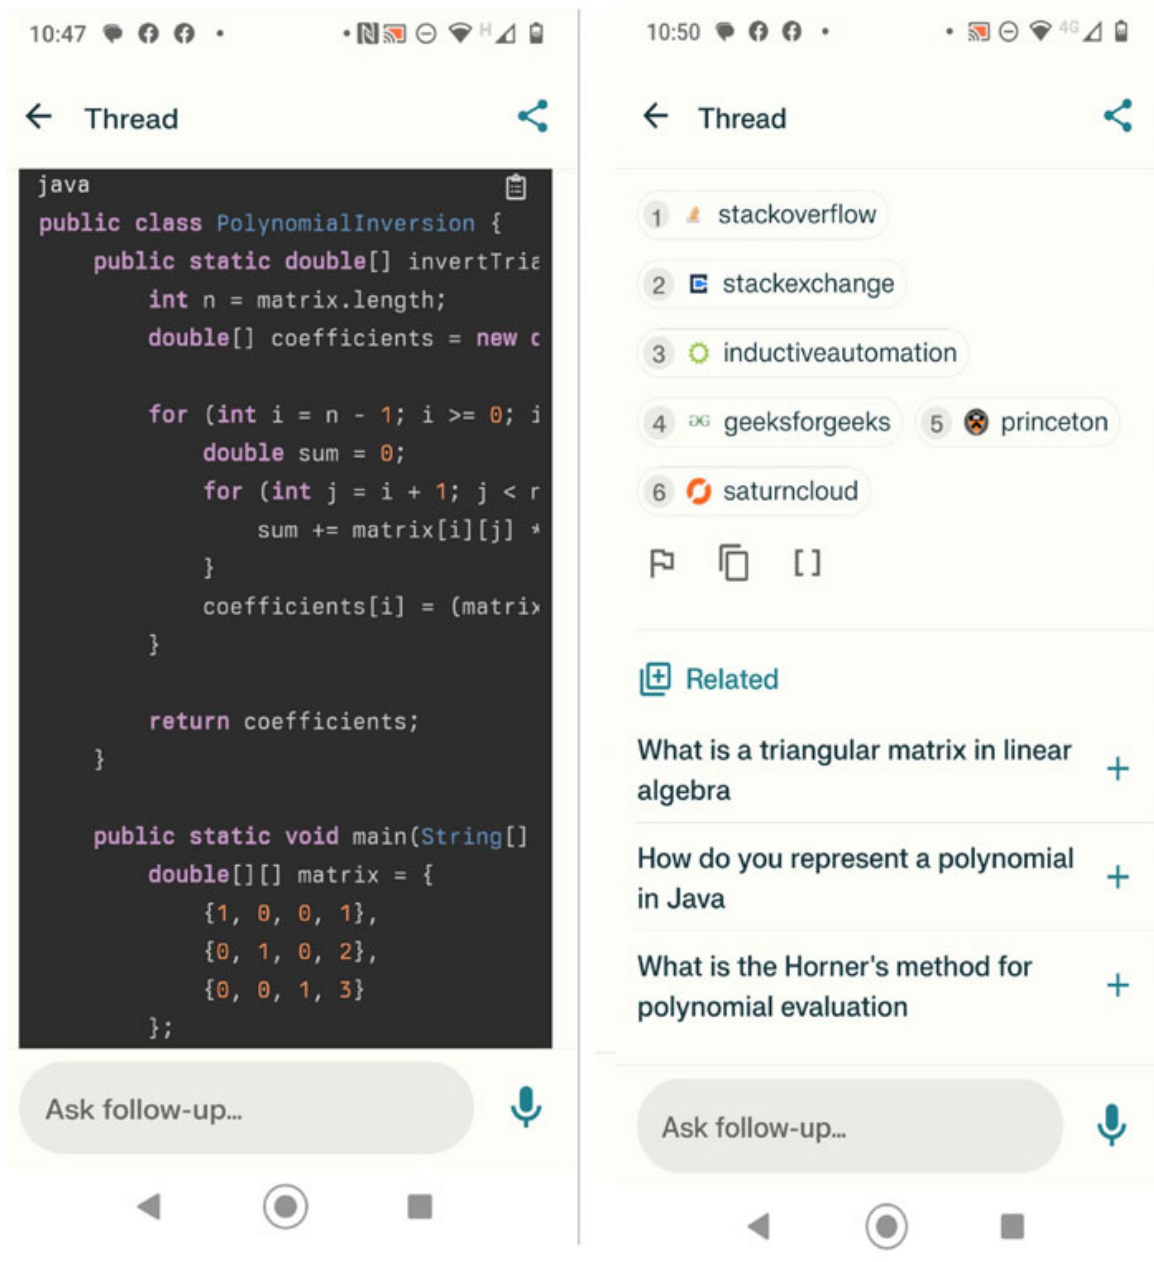 10:47
H
Thread
java
public class PolynomialInversion {
public static double[] invertTria
int n = matrix.length;
double[] coefficients = new
for (int i = n - 1; i >= 0; i
double sum = 0;
for (int j = i + 1; j <
sum += matrix[i][j] *
}
coefficients[i] = (matrix
}
return coefficients;
}
public static void main(String[]
double[][] matrix = {
{1, 0, 0, 1},
{0, 1, 0, 2},
{0, 0, 1, 3}
};
Ask follow-up...
10:50
4G
Thread
1 stackoverflow
2 stackexchange
3 inductiveautomation
4 geeksforgeeks 5 princeton
6 saturncloud
Related
What is a triangular matrix in linear
algebra
How do you represent a polynomial
in Java
What is the Horner's method for
polynomial evaluation
Ask follow-up...